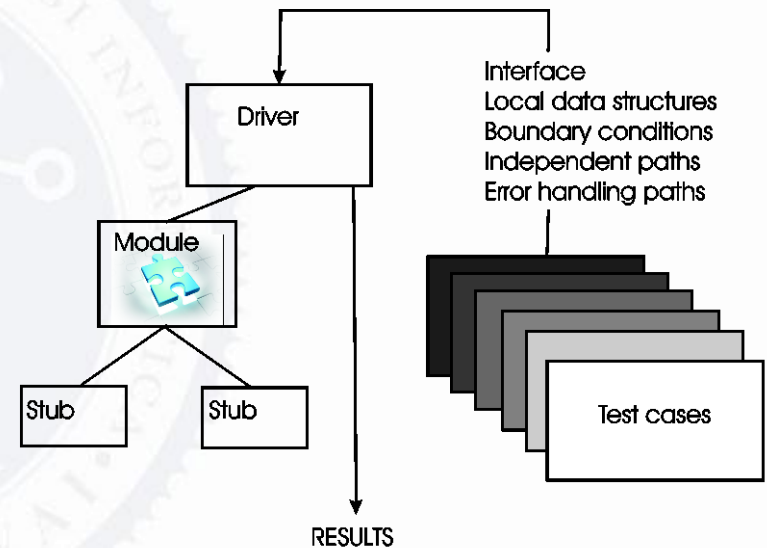 Interface
Local data structures
Boundary conditions
Independent paths
Error handling paths
Driver
Module
Stub
Stub
Test cases
RESULTS